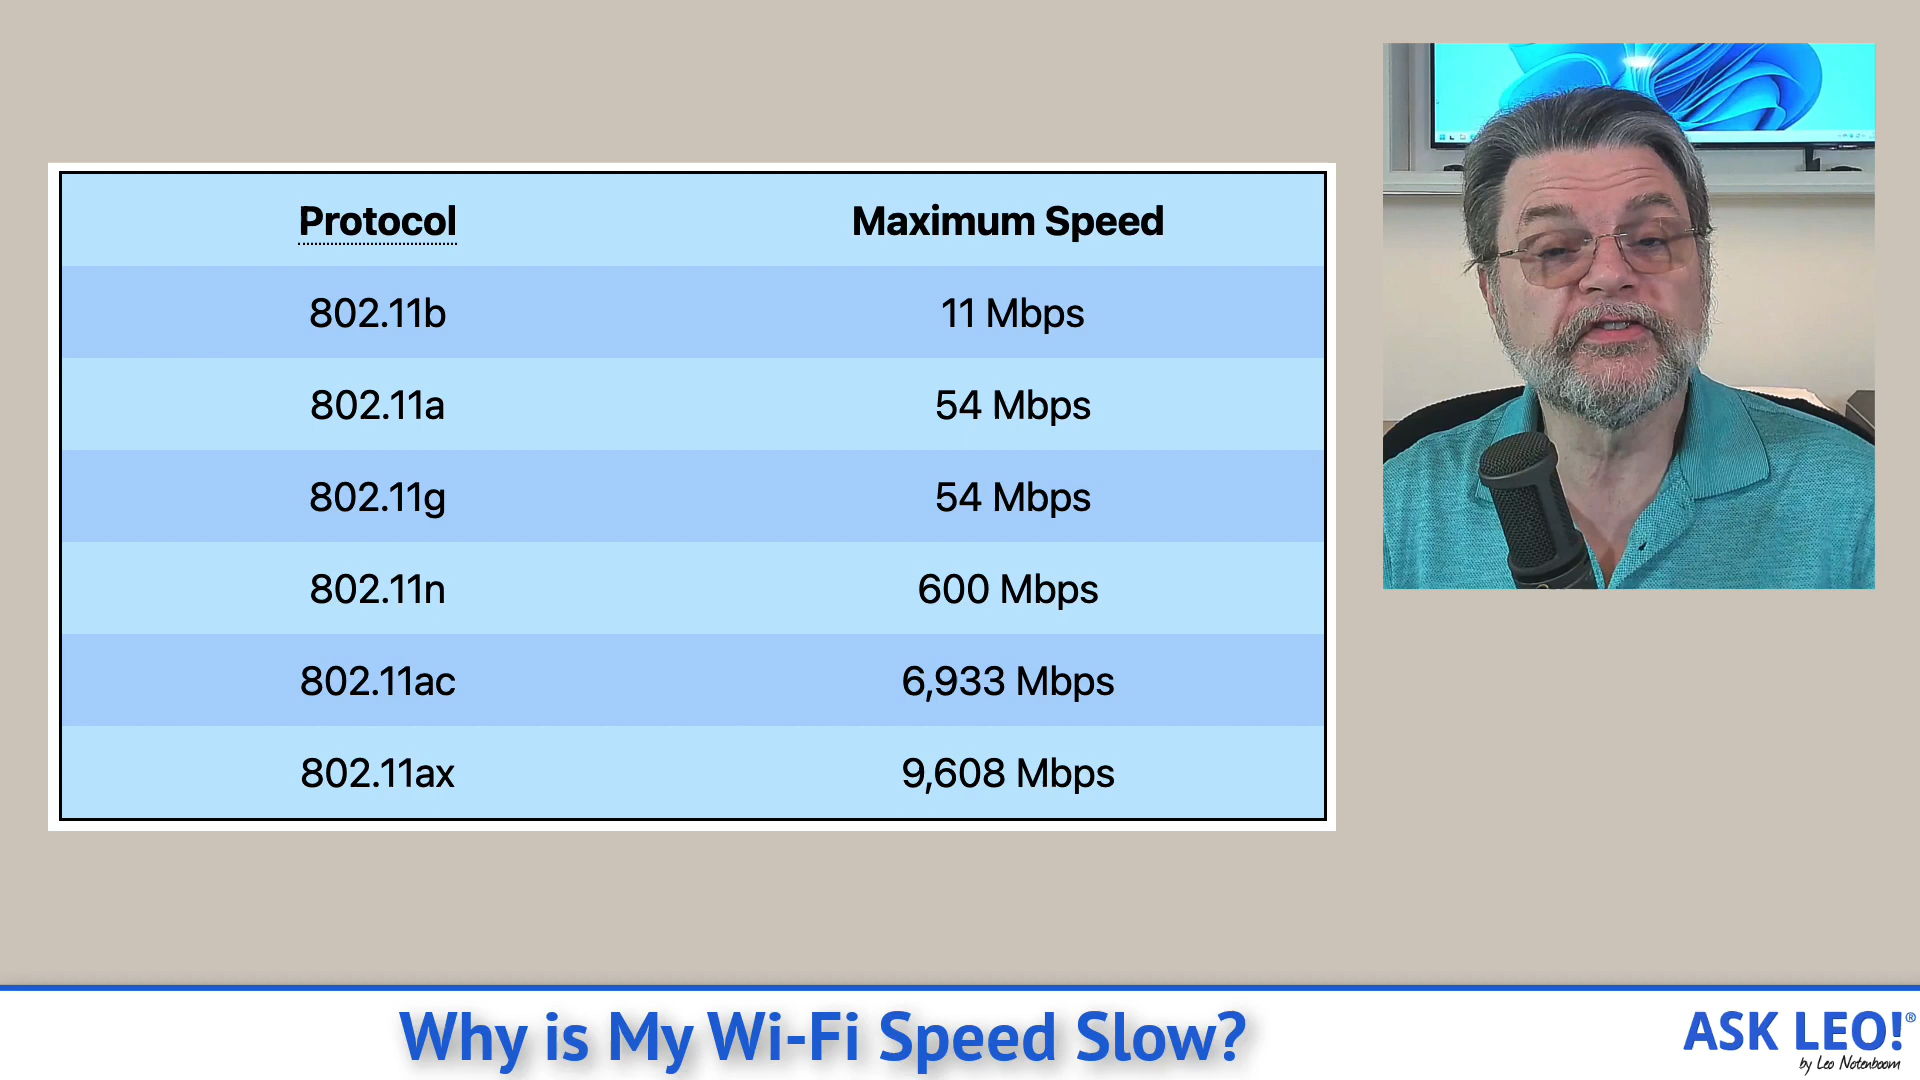 Protocol Maximum Speed
802.11b 11 Mbps
802.11a 54 Mbps
802.11g 54 Mbps
802.11n 600 Mbps
802.11ac 6,933 Mbps
802.11ax 9,608 Mbps
Why is My Wi-Fi Speed Slow?
ASK LEO!®
by Leo Notenboom